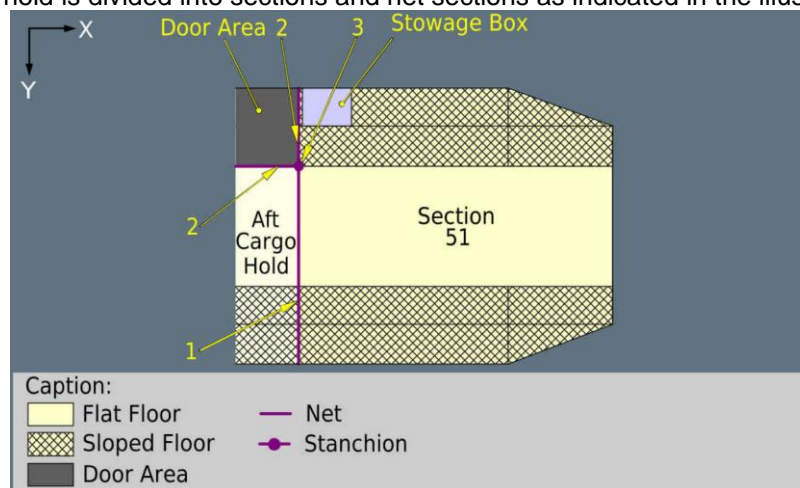 hold is divided into sections and net sections as indicated in the illus
X
Door Area 2
3
Stowage Box
Y
2
Aft
Cargo
Hold
Section
51
1
Caption:
Flat Floor
Net
Sloped Floor
Stanchion
Door Area